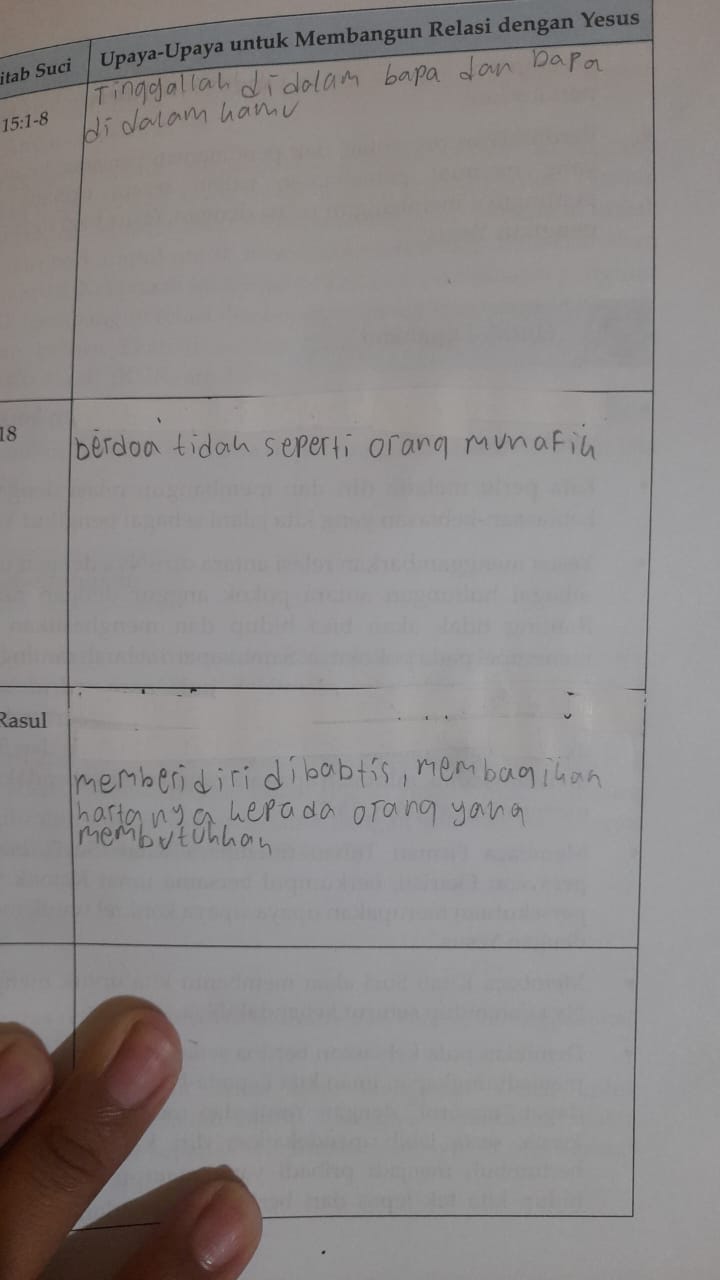 itab Suci Upaya-Upaya untuk Membangun Relasi dengan Yesus
15:1-8 Tinggallah didalam bapa dan bapa
di dalam kamu
18 berdoa tidak seperti orang munafik
Rasul
memberi diri dibabtis, membagikan
hartanya kepada orang yang
membutuhkan